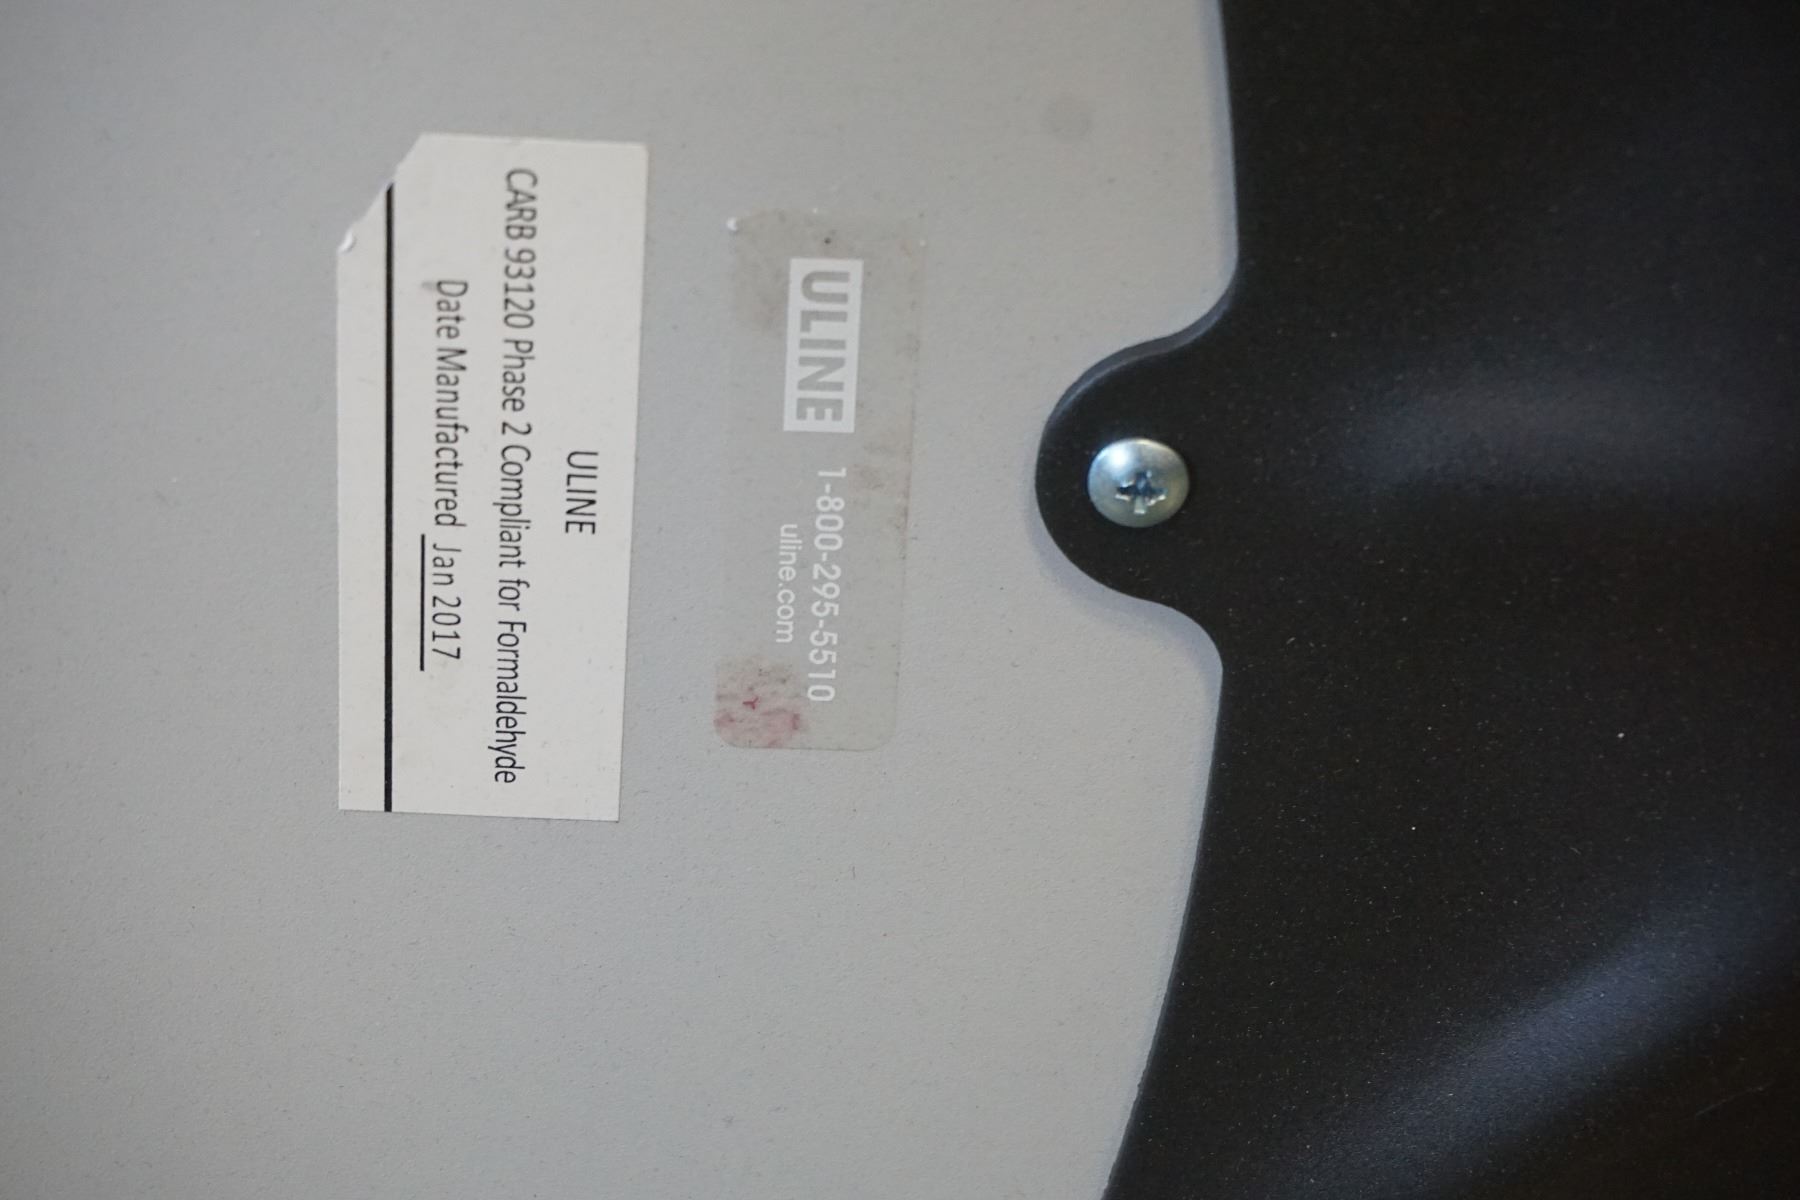 ULINE 1-800-295-5510
uline.com
ULINE
CARB 93120 Phase 2 Compliant for Formaldehyde
Date Manufactured Jan 2017